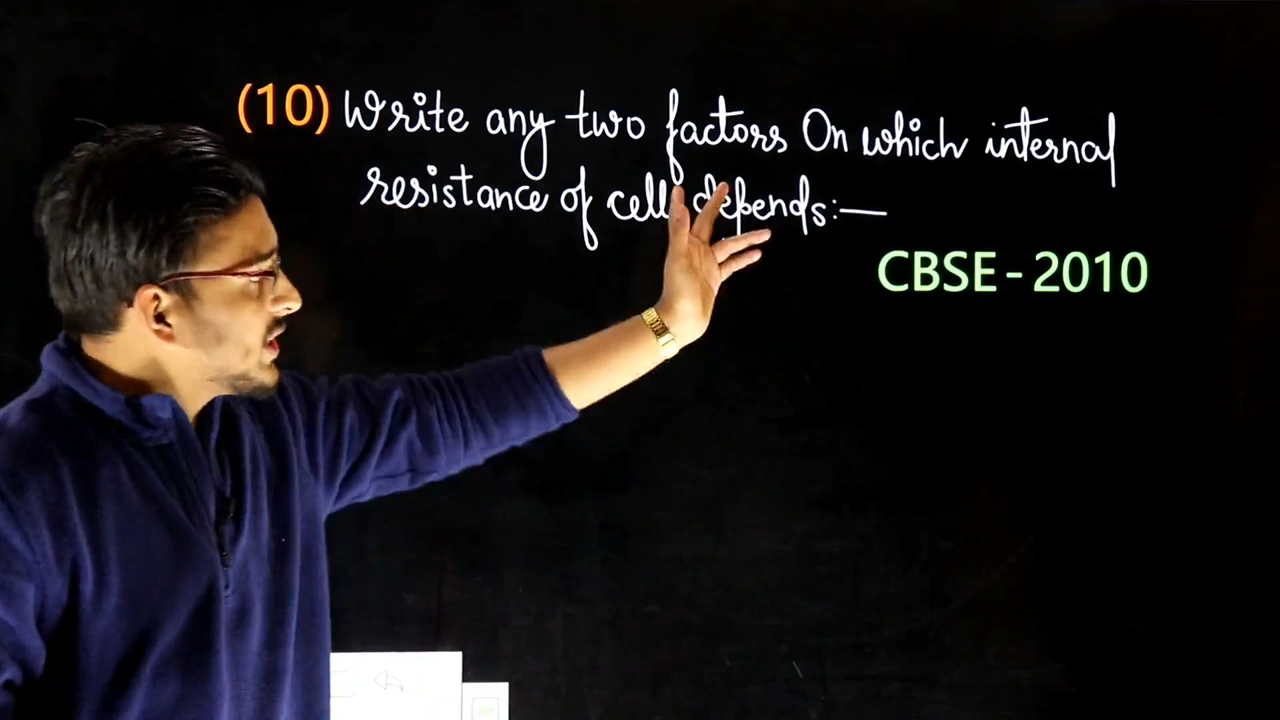 (10) Write any two factors On which internal
resistance of cell depends:—
CBSE - 2010